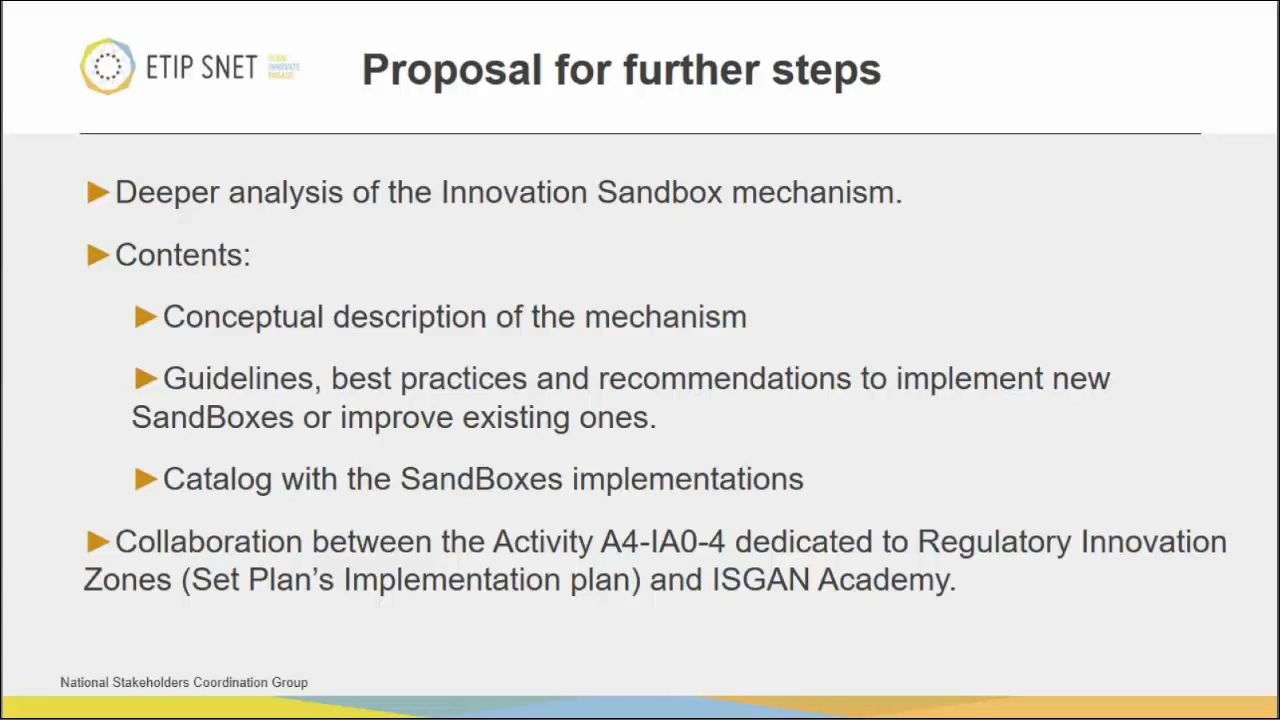 ETIP SNET
Proposal for further steps
►Deeper analysis of the Innovation Sandbox mechanism.
►Contents:
►Conceptual description of the mechanism
►Guidelines, best practices and recommendations to implement new
SandBoxes or improve existing ones.
►Catalog with the SandBoxes implementations
►Collaboration between the Activity A4-IA0-4 dedicated to Regulatory Innovation
Zones (Set Plan’s Implementation plan) and ISGAN Academy.
National Stakeholders Coordination Group